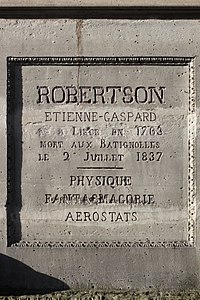 ROBERTSON
ETIENNE-GASPARD
A LIEGE EN 1763
MORT AUX BATIGNOLLES
LE 2 JUILLET 1837
PHYSIQUE
FANTASMAGORIE
AEROSTATS